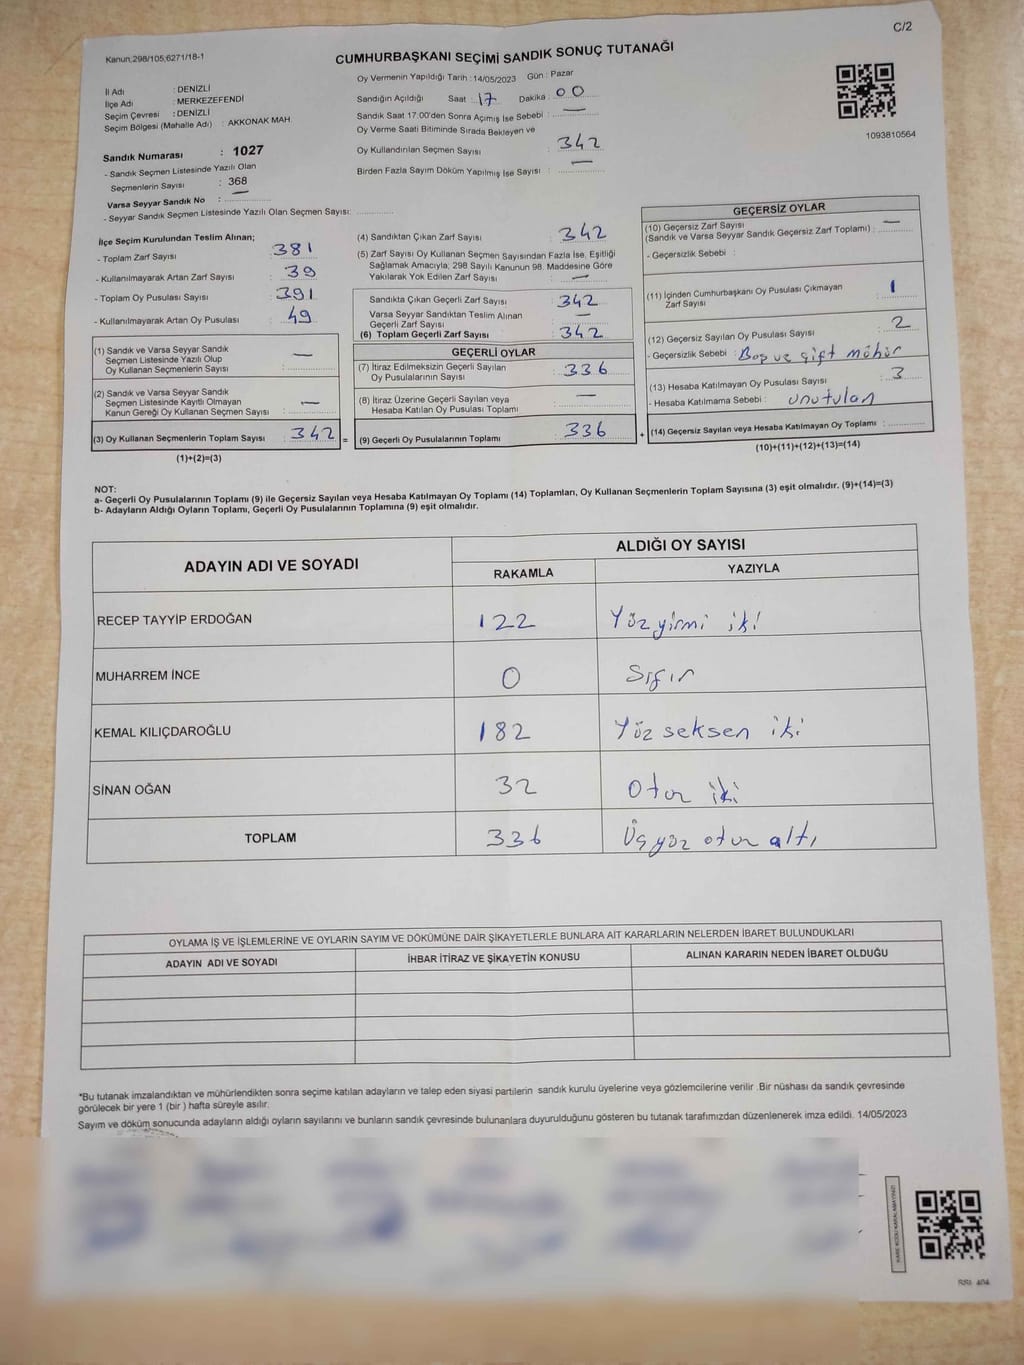 C/2
Kanun:298/105;6271/18-1
CUMHURBAŞKANI SEÇİMİ SANDIK SONUÇ TUTANAĞI
İl Adı : DENİZLİ
İlçe Adı : MERKEZEFENDİ
Seçim Çevresi : DENİZLİ
Seçim Bölgesi (Mahalle Adı) : AKKONAK MAH.
Sandık Numarası : 1027
- Sandık Seçmen Listesinde Yazılı Olan
Seçmenlerin Sayısı : 368
Varsa Seyyar Sandık No : —
- Seyyar Sandık Seçmen Listesinde Yazılı Olan Seçmen Sayısı:
Oy Vermenin Yapıldığı Tarih : 14/05/2023 Gün : Pazar
Sandığın Açıldığı Saat : 17 Dakika : 00
Sandık Saat 17:00'den Sonra Açımış İse Sebebi : —
Oy Verme Saati Bitiminde Sırada Bekleyen ve
Oy Kullandırılan Seçmen Sayısı : 342
Birden Fazla Sayım Döküm Yapılmış İse Sayısı : —
1093810564
İlçe Seçim Kurulundan Teslim Alınan;
- Toplam Zarf Sayısı : 381
- Kullanılmayarak Artan Zarf Sayısı : 39
- Toplam Oy Pusulası Sayısı : 391
- Kullanılmayarak Artan Oy Pusulası : 49
(1) Sandık ve Varsa Seyyar Sandık
Seçmen Listesinde Yazılı Olup
Oy Kullanan Seçmenlerin Sayısı : —
(2) Sandık ve Varsa Seyyar Sandık
Seçmen Listesinde Kayıtlı Olmayan
Kanun Gereği Oy Kullanan Seçmen Sayısı : —
(3) Oy Kullanan Seçmenlerin Toplam Sayısı : 342 =
(1)+(2)=(3)
(4) Sandıktan Çıkan Zarf Sayısı : 342
(5) Zarf Sayısı Oy Kullanan Seçmen Sayısından Fazla İse, Eşitliği
Sağlamak Amacıyla, 298 Sayılı Kanunun 98. Maddesine Göre
Yakılarak Yok Edilen Zarf Sayısı : —
Sandıkta Çıkan Geçerli Zarf Sayısı : 342
Varsa Seyyar Sandıktan Teslim Alınan
Geçerli Zarf Sayısı : —
(6) Toplam Geçerli Zarf Sayısı : 342
GEÇERLİ OYLAR
(7) İtiraz Edilmeksizin Geçerli Sayılan
Oy Pusulalarının Sayısı : 336
(8) İtiraz Üzerine Geçerli Sayılan veya
Hesaba Katılan Oy Pusulası Toplamı : —
(9) Geçerli Oy Pusulalarının Toplamı : 336 +
GEÇERSİZ OYLAR
(10) Geçersiz Zarf Sayısı
(Sandık ve Varsa Seyyar Sandık Geçersiz Zarf Toplamı) : —
- Geçersizlik Sebebi :
(11) İçinden Cumhurbaşkanı Oy Pusulası Çıkmayan
Zarf Sayısı : 1
(12) Geçersiz Sayılan Oy Pusulası Sayısı : 2
- Geçersizlik Sebebi : Boş ve çift mühür
(13) Hesaba Katılmayan Oy Pusulası Sayısı : 3
- Hesaba Katılmama Sebebi : unutulan
(14) Geçersiz Sayılan veya Hesaba Katılmayan Oy Toplamı :
(10)+(11)+(12)+(13)=(14)
NOT:
a- Geçerli Oy Pusulalarının Toplamı (9) ile Geçersiz Sayılan veya Hesaba Katılmayan Oy Toplamı (14) Toplamları, Oy Kullanan Seçmenlerin Toplam Sayısına (3) eşit olmalıdır. (9)+(14)=(3)
b- Adayların Aldığı Oyların Toplamı, Geçerli Oy Pusulalarının Toplamına (9) eşit olmalıdır.
ADAYIN ADI VE SOYADI
ALDIĞI OY SAYISI
RAKAMLA YAZIYLA
RECEP TAYYİP ERDOĞAN 122 Yüz yirmi iki
MUHARREM İNCE 0 Sıfır
KEMAL KILIÇDAROĞLU 182 Yüz seksen iki
SİNAN OĞAN 32 Otuz iki
TOPLAM 336 Üçyüz otuz altı
OYLAMA İŞ VE İŞLEMLERİNE VE OYLARIN SAYIM VE DÖKÜMÜNE DAİR ŞİKAYETLERLE BUNLARA AİT KARARLARIN NELERDEN İBARET BULUNDUKLARI
ADAYIN ADI VE SOYADI İHBAR İTİRAZ VE ŞİKAYETİN KONUSU ALINAN KARARIN NEDEN İBARET OLDUĞU
*Bu tutanak imzalandıktan ve mühürlendikten sonra seçime katılan adayların ve talep eden siyasi partilerin sandık kurulu üyelerine veya gözlemcilerine verilir .Bir nüshası da sandık çevresinde
görülecek bir yere 1 (bir ) hafta süreyle asılır.
Sayım ve döküm sonucunda adayların aldığı oyların sayılarını ve bunların sandık çevresinde bulunanlara duyurulduğunu gösteren bu tutanak tarafımızdan düzenlenerek imza edildi. 14/05/2023
KARE KODU KARALAMAYINIZ!